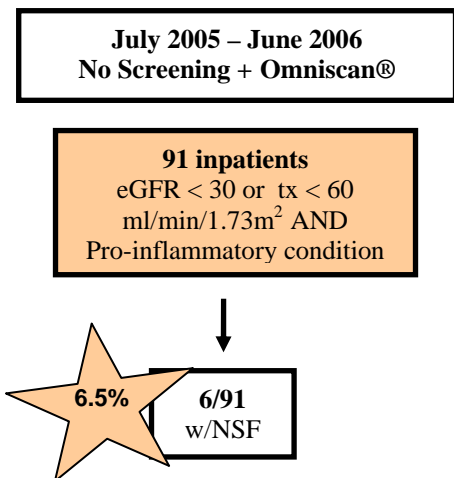 July 2005 – June 2006
No Screening + Omniscan®
91 inpatients
eGFR < 30 or tx < 60
ml/min/1.73m² AND
Pro-inflammatory condition
6.5%
6/91
w/NSF